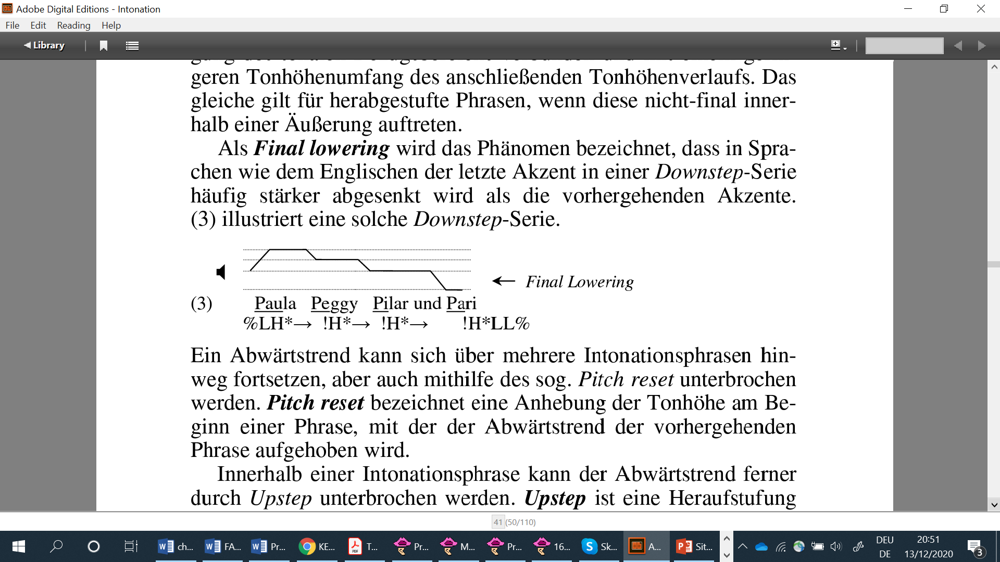 Adobe Digital Editions - Intonation
File Edit Reading Help
Library
geren Tonhöhenumfang des anschließenden Tonhöhenverlaufs. Das
gleiche gilt für herabgestufte Phrasen, wenn diese nicht-final inner-
halb einer Äußerung auftreten.
Als Final lowering wird das Phänomen bezeichnet, dass in Spra-
chen wie dem Englischen der letzte Akzent in einer Downstep-Serie
häufig stärker abgesenkt wird als die vorhergehenden Akzente.
(3) illustriert eine solche Downstep-Serie.
← Final Lowering
(3) Paula Peggy Pilar und Pari
%LH*→ !H*→ !H*→ !H*LL%
Ein Abwärtstrend kann sich über mehrere Intonationsphrasen hin-
weg fortsetzen, aber auch mithilfe des sog. Pitch reset unterbrochen
werden. Pitch reset bezeichnet eine Anhebung der Tonhöhe am Be-
ginn einer Phrase, mit der der Abwärtstrend der vorhergehenden
Phrase aufgehoben wird.
Innerhalb einer Intonationsphrase kann der Abwärtstrend ferner
durch Upstep unterbrochen werden. Upstep ist eine Heraufstufung
41 (50/110)
ch... FA... Pr... KE... T... Pr... M... Pr... 16... Sk... A... Sit...
DEU 20:51
DE 13/12/2020 3